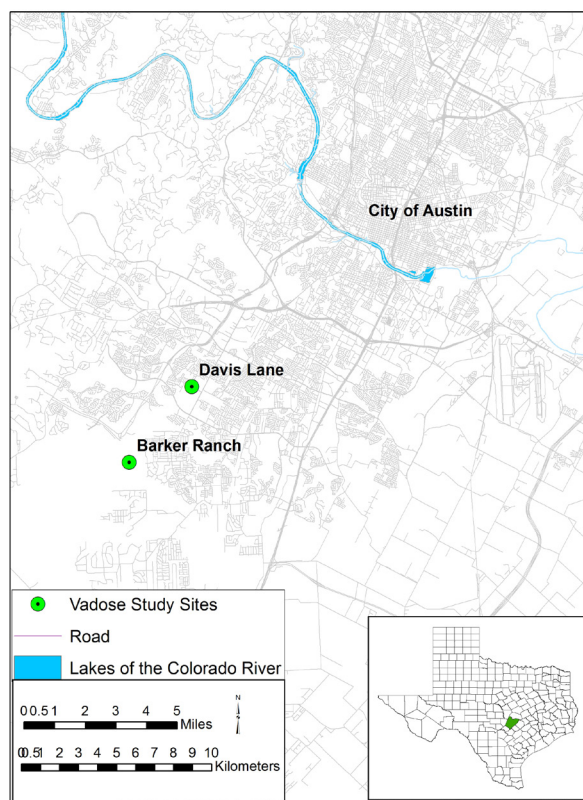 City of Austin
Davis Lane
Barker Ranch
Vadose Study Sites
Road
Lakes of the Colorado River
0 0.5 1 2 3 4 5
Miles
N
0 0.5 1 2 3 4 5 6 7 8 9 10
Kilometers
N